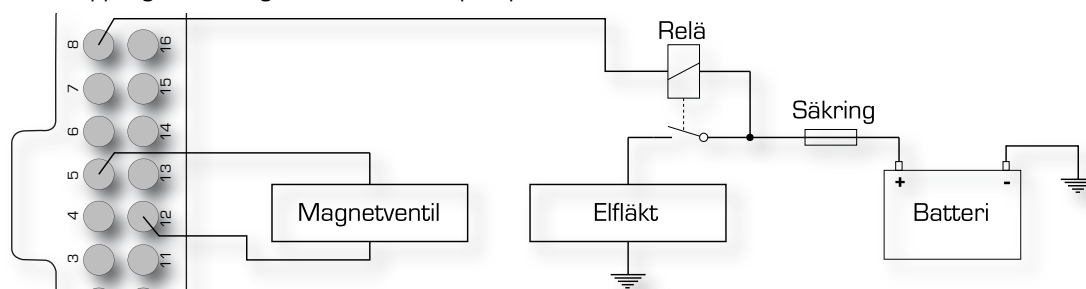 8 16
7 15
6 14
5 13
4 12
3 11
Relä
Säkring
Magnetventil
Elfläkt
+ -
Batteri